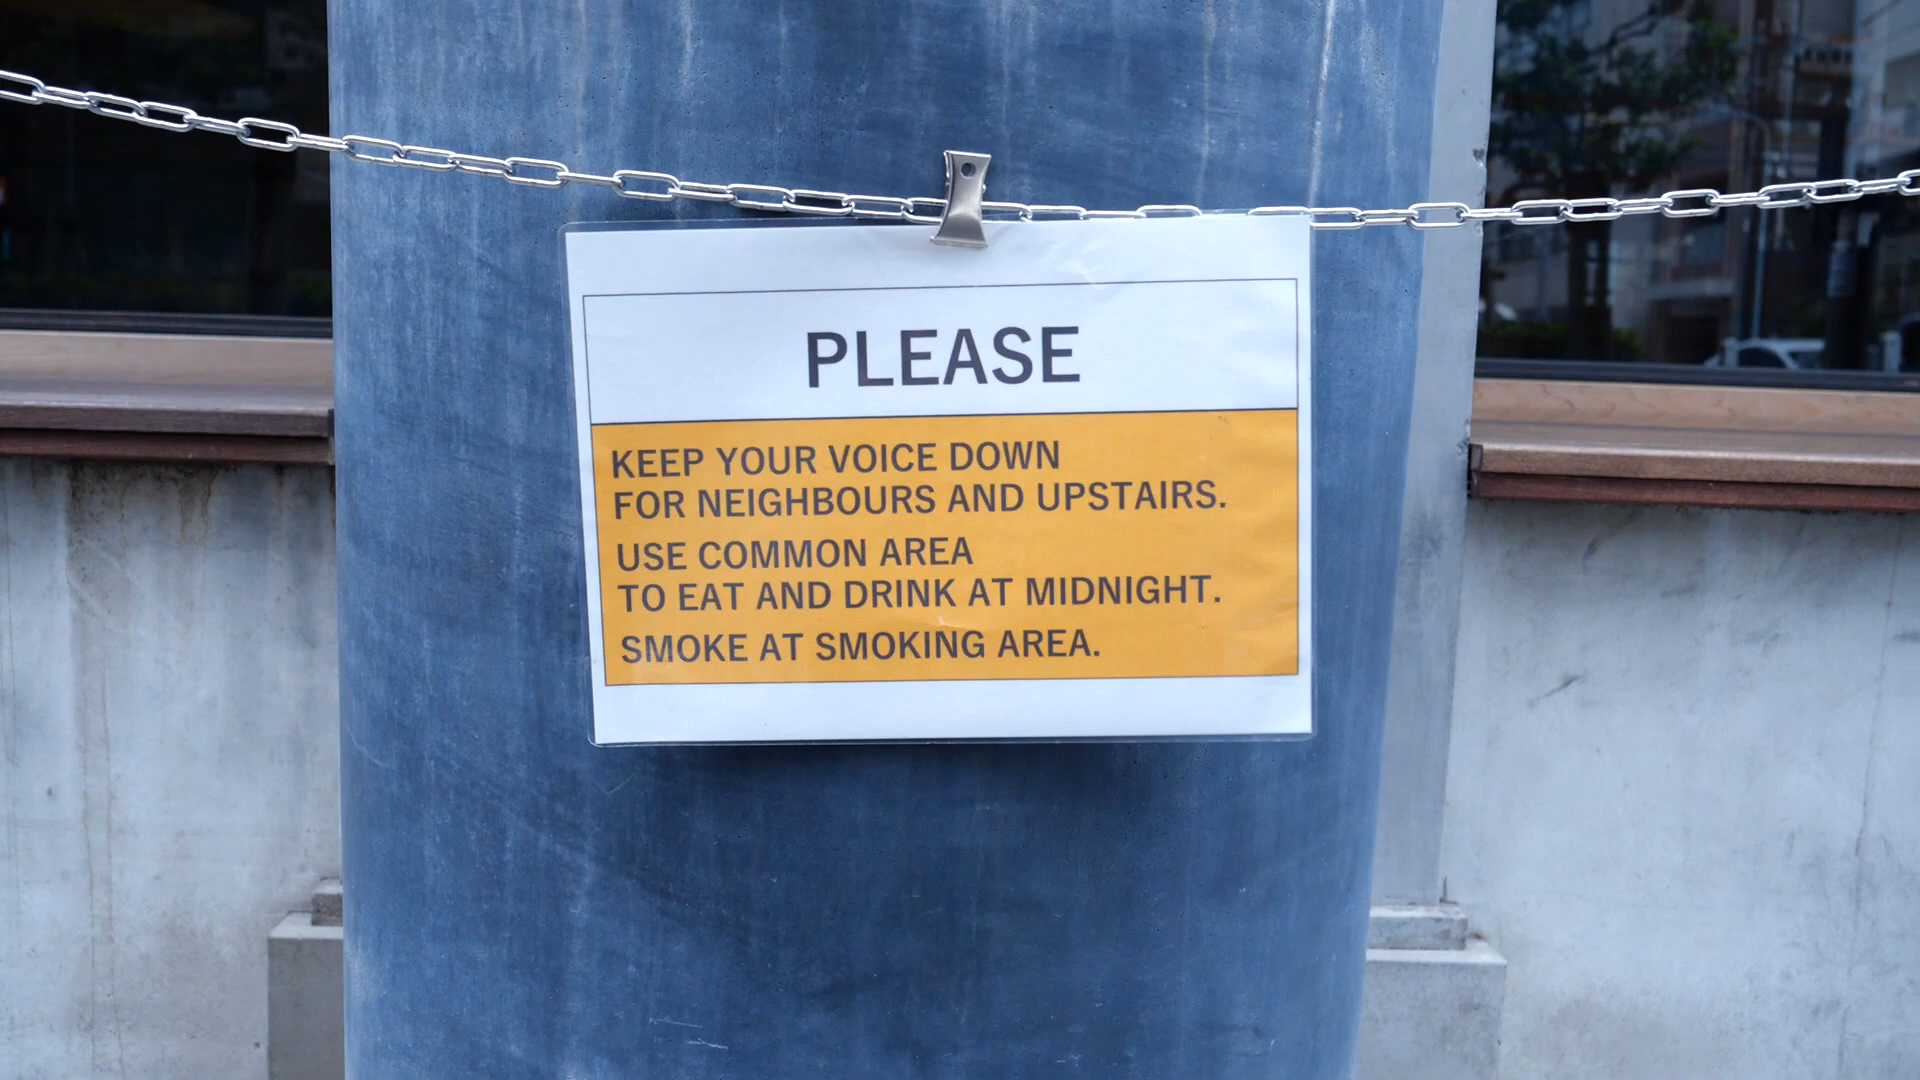 PLEASE
KEEP YOUR VOICE DOWN
FOR NEIGHBOURS AND UPSTAIRS.
USE COMMON AREA
TO EAT AND DRINK AT MIDNIGHT.
SMOKE AT SMOKING AREA.